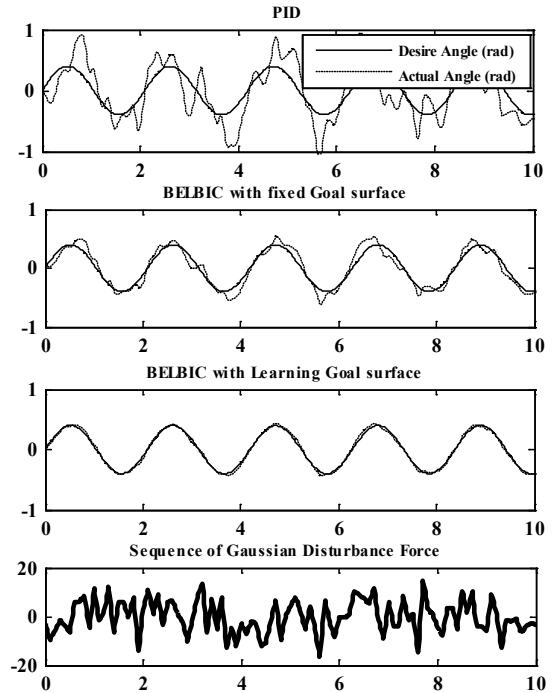 PID
1
Desire Angle (rad)
Actual Angle (rad)
0
-1
0 2 4 6 8 10
BELBIC with fixed Goal surface
1
0
-1
0 2 4 6 8 10
BELBIC with Learning Goal surface
1
0
-1
0 2 4 6 8 10
Sequence of Gaussian Disturbance Force
20
0
-20
0 2 4 6 8 10